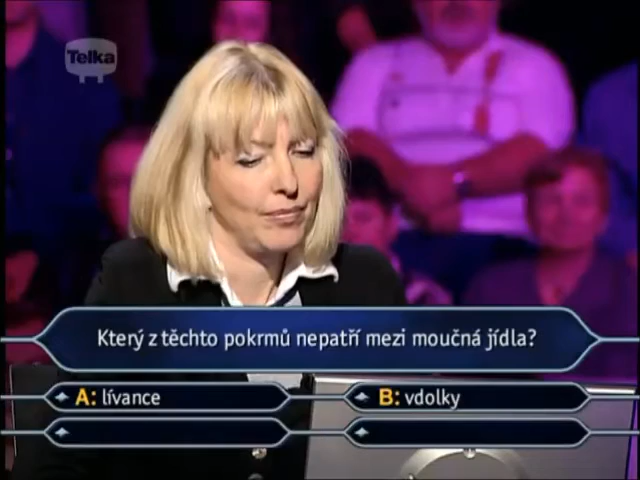 Telka
Který z těchto pokrmů nepatří mezi moučná jídla?
A: lívance
B: vdolky